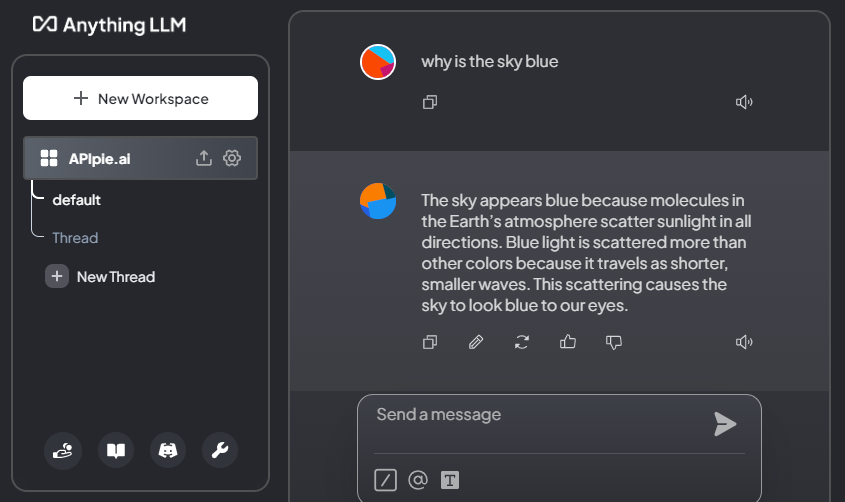 Anything LLM
New Workspace
APIpie.ai
default
Thread
New Thread
why is the sky blue
The sky appears blue because molecules in
the Earth's atmosphere scatter sunlight in all
directions. Blue light is scattered more than
other colors because it travels as shorter,
smaller waves. This scattering causes the
sky to look blue to our eyes.
Send a message